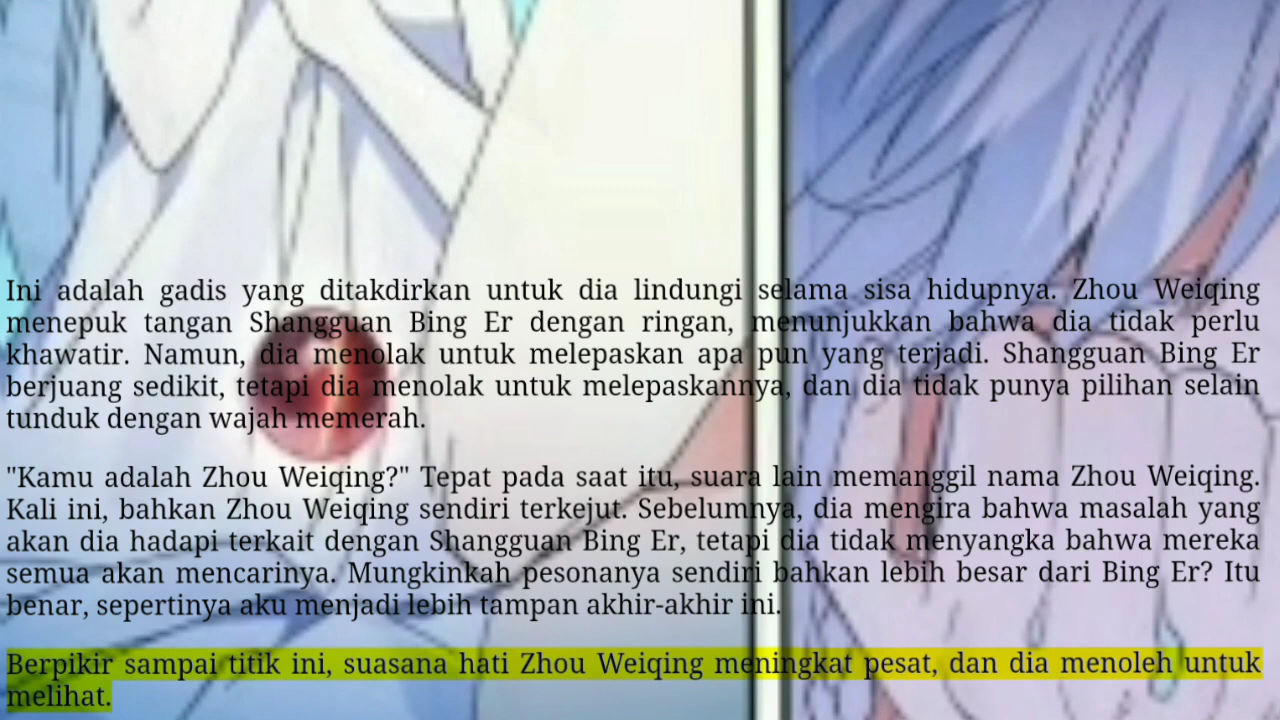 Ini adalah gadis yang ditakdirkan untuk dia lindungi selama sisa hidupnya. Zhou Weiqing
menepuk tangan Shangguan Bing Er dengan ringan, menunjukkan bahwa dia tidak perlu
khawatir. Namun, dia menolak untuk melepaskan apa pun yang terjadi. Shangguan Bing Er
berjuang sedikit, tetapi dia menolak untuk melepaskannya, dan dia tidak punya pilihan selain
tunduk dengan wajah memerah.
"Kamu adalah Zhou Weiqing?" Tepat pada saat itu, suara lain memanggil nama Zhou Weiqing.
Kali ini, bahkan Zhou Weiqing sendiri terkejut. Sebelumnya, dia mengira bahwa masalah yang
akan dia hadapi terkait dengan Shangguan Bing Er, tetapi dia tidak menyangka bahwa mereka
semua akan mencarinya. Mungkinkah pesonanya sendiri bahkan lebih besar dari Bing Er? Itu
benar, sepertinya aku menjadi lebih tampan akhir-akhir ini.
Berpikir sampai titik ini, suasana hati Zhou Weiqing meningkat pesat, dan dia menoleh untuk
melihat.